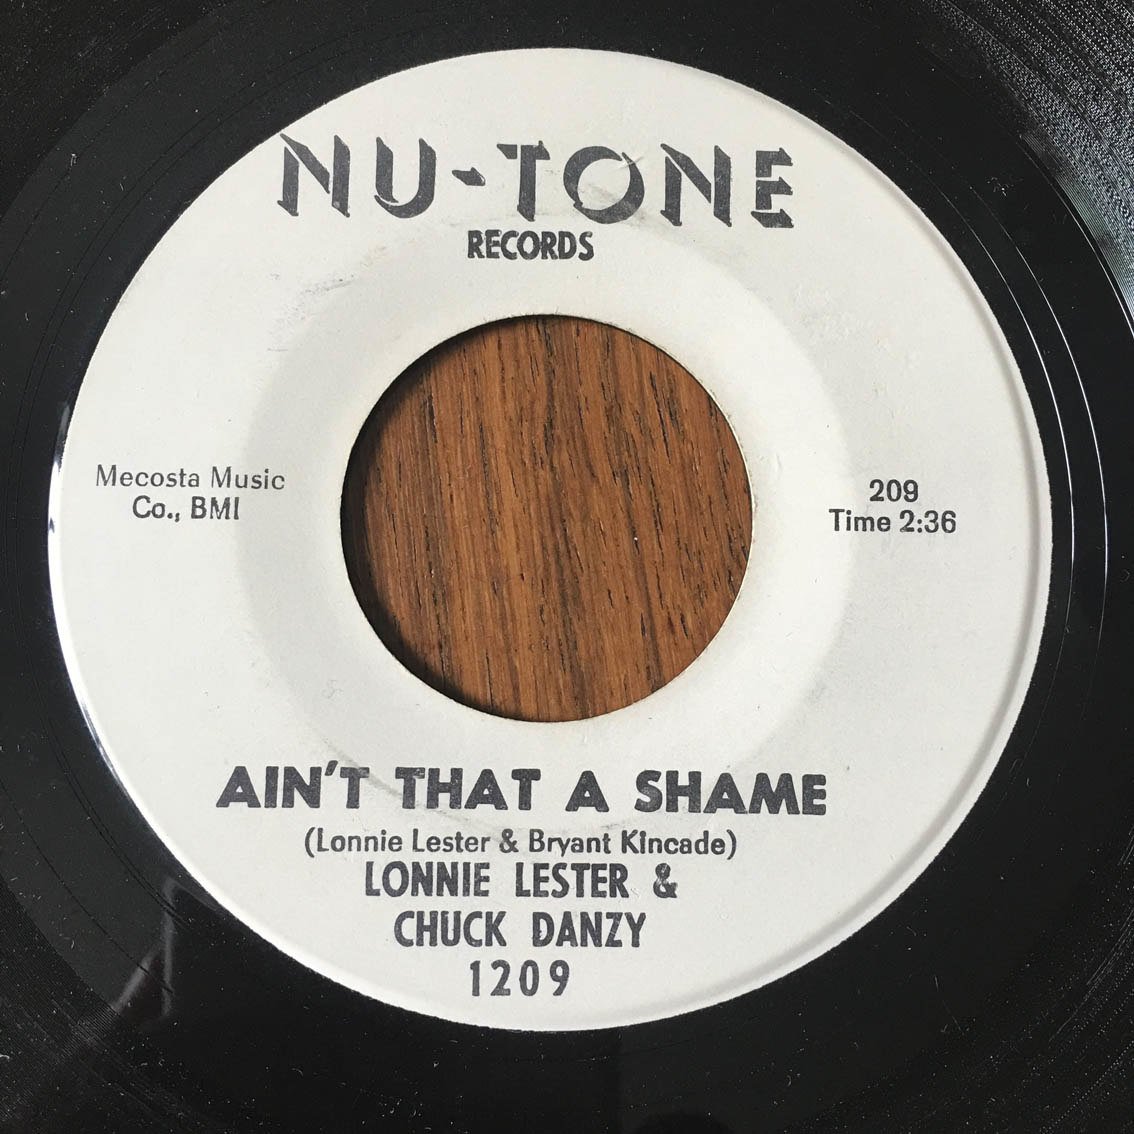 NU-TONE
RECORDS
Mecosta Music
Co., BMI
209
Time 2:36
AIN'T THAT A SHAME
(Lonnie Lester & Bryant Kincade)
LONNIE LESTER &
CHUCK DANZY
1209